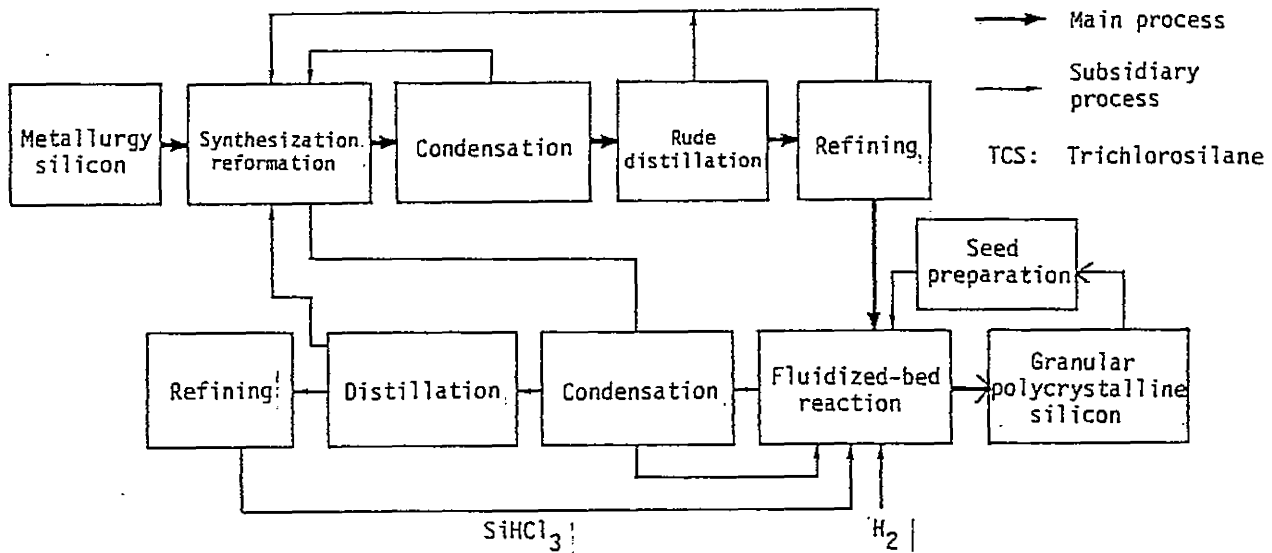 Main process
Subsidiary
process
TCS: Trichlorosilane
Metallurgy
silicon
Synthesization
reformation
Condensation
Rude
distillation
Refining
Seed
preparation
Refining
Distillation
Condensation
Fluidized-bed
reaction
Granular
polycrystalline
silicon
SiHCl3
H2